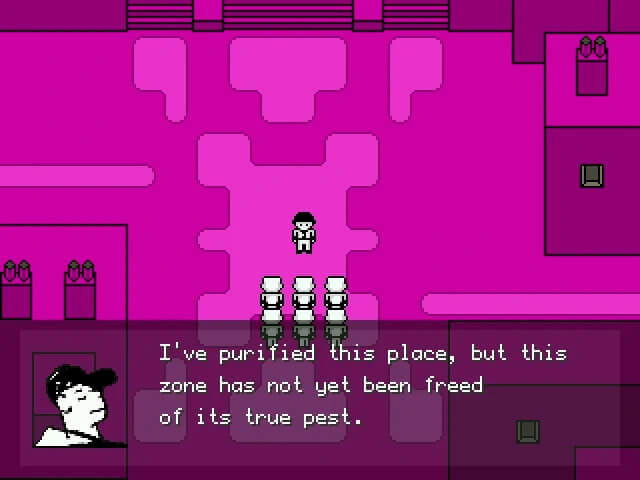 I've purified this place, but this
zone has not yet been freed
of its true pest.